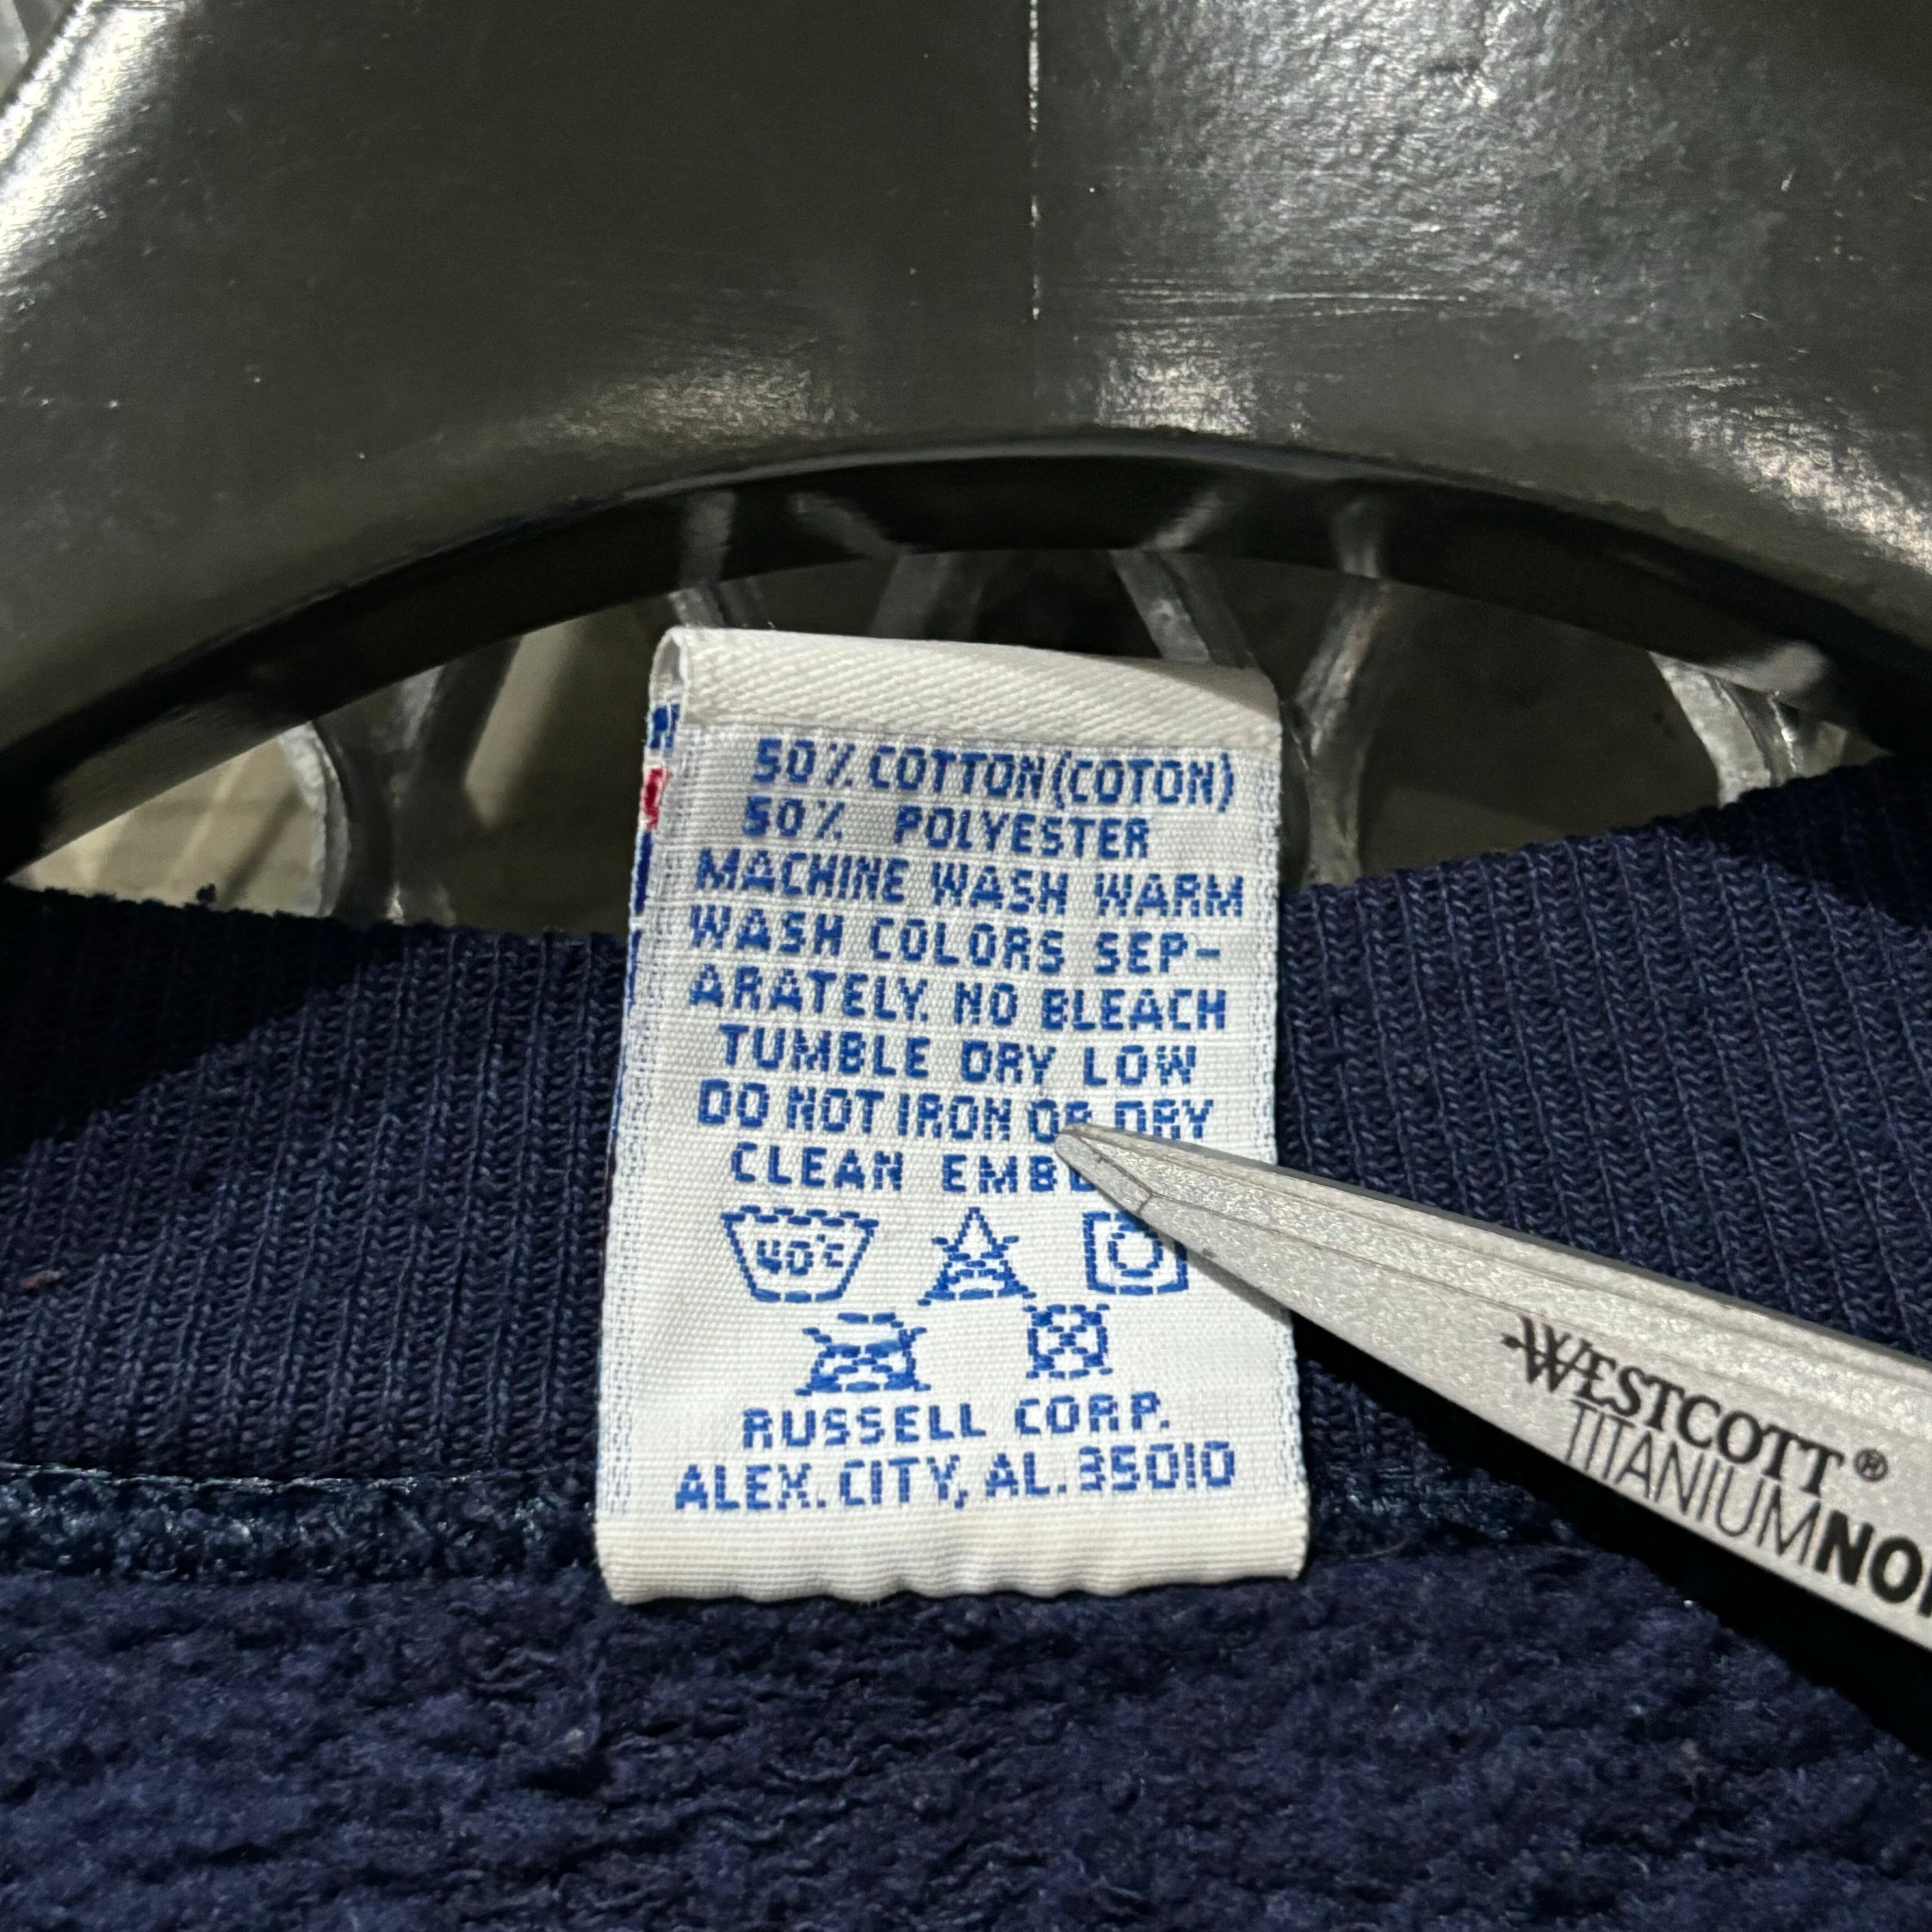 50% COTTON (COTON)
50% POLYESTER
MACHINE WASH WARM
WASH COLORS SEP-
ARATELY. NO BLEACH
TUMBLE DRY LOW
DO NOT IRON OR DRY
CLEAN
40°C
RUSSELL CORP.
ALEX. CITY, AL. 35010
WESTCOTT®
TITANIUM